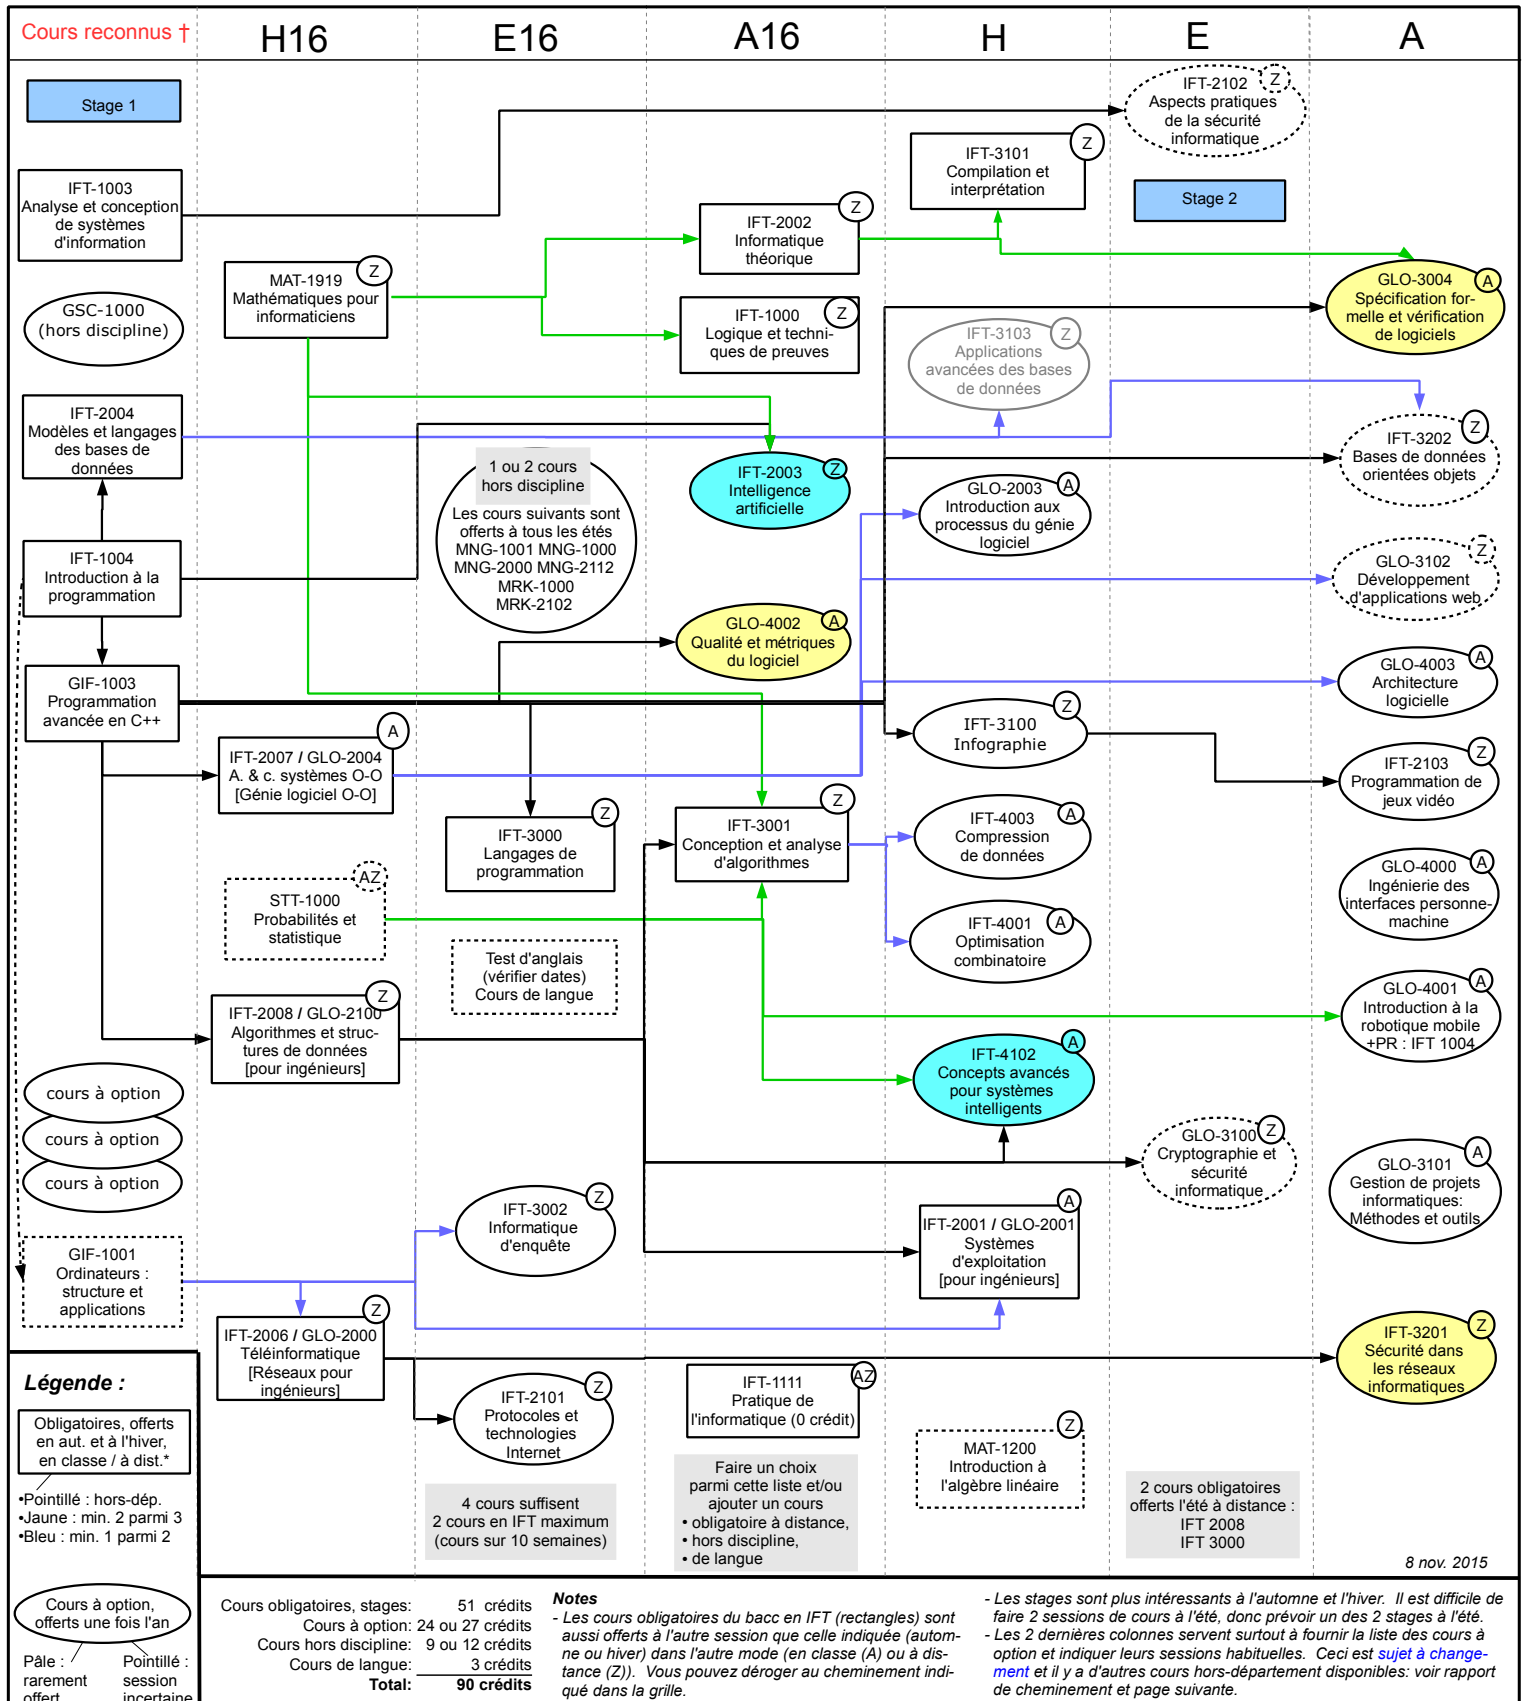 Cours reconnus †
H16
E16
A16
H
E
A
Stage 1
IFT-1003
Analyse et conception
de systèmes
d'information
GSC-1000
(hors discipline)
IFT-2004
Modèles et langages
des bases de
données
IFT-1004
Introduction à la
programmation
GIF-1003
Programmation
avancée en C++
cours à option
cours à option
cours à option
GIF-1001
Ordinateurs :
structure et
applications
MAT-1919
Z
Mathématiques pour
informaticiens
A
IFT-2007 / GLO-2004
A. & c. systèmes O-O
[Génie logiciel O-O]
AZ
STT-1000
Probabilités et
statistique
Z
IFT-2008 / GLO-2100
Algorithmes et struc-
tures de données
[pour ingénieurs]
Z
IFT-2006 / GLO-2000
Téléinformatique
[Réseaux pour
ingénieurs]
1 ou 2 cours
hors discipline
Les cours suivants sont
offerts à tous les étés
MNG-1001 MNG-1000
MNG-2000 MNG-2112
MRK-1000
MRK-2102
Z
IFT-3000
Langages de
programmation
Test d'anglais
(vérifier dates)
Cours de langue
Z
IFT-3002
Informatique
d'enquête
Z
IFT-2101
Protocoles et
technologies
Internet
4 cours suffisent
2 cours en IFT maximum
(cours sur 10 semaines)
Z
IFT-2002
Informatique
théorique
Z
IFT-1000
Logique et techni-
ques de preuves
Z
IFT-2003
Intelligence
artificielle
A
GLO-4002
Qualité et métriques
du logiciel
Z
IFT-3001
Conception et analyse
d'algorithmes
AZ
IFT-1111
Pratique de
l'informatique (0 crédit)
Faire un choix
parmi cette liste et/ou
ajouter un cours
• obligatoire à distance,
• hors discipline,
• de langue
Z
IFT-3101
Compilation et
interprétation
Z
IFT-3103
Applications
avancées des bases
de données
A
GLO-2003
Introduction aux
processus du génie
logiciel
Z
IFT-3100
Infographie
A
IFT-4003
Compression
de données
A
IFT-4001
Optimisation
combinatoire
A
IFT-4102
Concepts avancés
pour systèmes
intelligents
A
IFT-2001 / GLO-2001
Systèmes
d'exploitation
[pour ingénieurs]
Z
MAT-1200
Introduction à
l'algèbre linéaire
Z
IFT-2102
Aspects pratiques
de la sécurité
informatique
Stage 2
Z
GLO-3100
Cryptographie et
sécurité
informatique
2 cours obligatoires
offerts l'été à distance :
IFT 2008
IFT 3000
A
GLO-3004
Spécification for-
melle et vérification
de logiciels
Z
IFT-3202
Bases de données
orientées objets
Z
GLO-3102
Développement
d'applications web
A
GLO-4003
Architecture
logicielle
Z
IFT-2103
Programmation de
jeux vidéo
A
GLO-4000
Ingénierie des
interfaces personne-
machine
A
GLO-4001
Introduction à la
robotique mobile
+PR : IFT 1004
A
GLO-3101
Gestion de projets
informatiques:
Méthodes et outils
Z
IFT-3201
Sécurité dans
les réseaux
informatiques
8 nov. 2015
Légende :
Obligatoires, offerts
en aut. et à l'hiver,
en classe / à dist.*
•Pointillé : hors-dép.
•Jaune : min. 2 parmi 3
•Bleu : min. 1 parmi 2
Cours à option,
offerts une fois l'an
Pâle :
rarement
offert
Pointillé :
session
incertaine
Cours obligatoires, stages: 51 crédits
Cours à option: 24 ou 27 crédits
Cours hors discipline: 9 ou 12 crédits
Cours de langue: 3 crédits
Total: 90 crédits
Notes
- Les cours obligatoires du bacc en IFT (rectangles) sont
aussi offerts à l'autre session que celle indiquée (autom-
ne ou hiver) dans l'autre mode (en classe (A) ou à dis-
tance (Z)). Vous pouvez déroger au cheminement indi-
qué dans la grille.
- Les stages sont plus intéressants à l'automne et l'hiver. Il est difficile de
faire 2 sessions de cours à l'été, donc prévoir un des 2 stages à l'été.
- Les 2 dernières colonnes servent surtout à fournir la liste des cours à
option et indiquer leurs sessions habituelles. Ceci est sujet à change-
ment et il y a d'autres cours hors-département disponibles: voir rapport
de cheminement et page suivante.